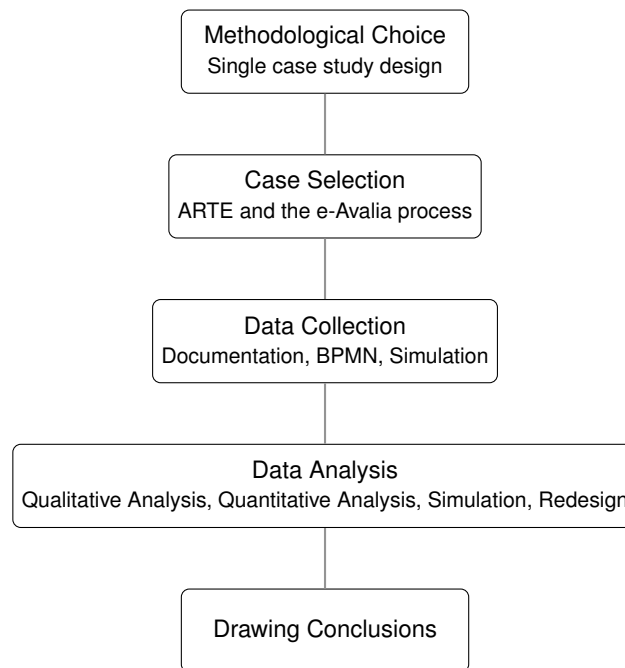 Methodological Choice
Single case study design
Case Selection
ARTE and the e-Avalia process
Data Collection
Documentation, BPMN, Simulation
Data Analysis
Qualitative Analysis, Quantitative Analysis, Simulation, Redesign
Drawing Conclusions